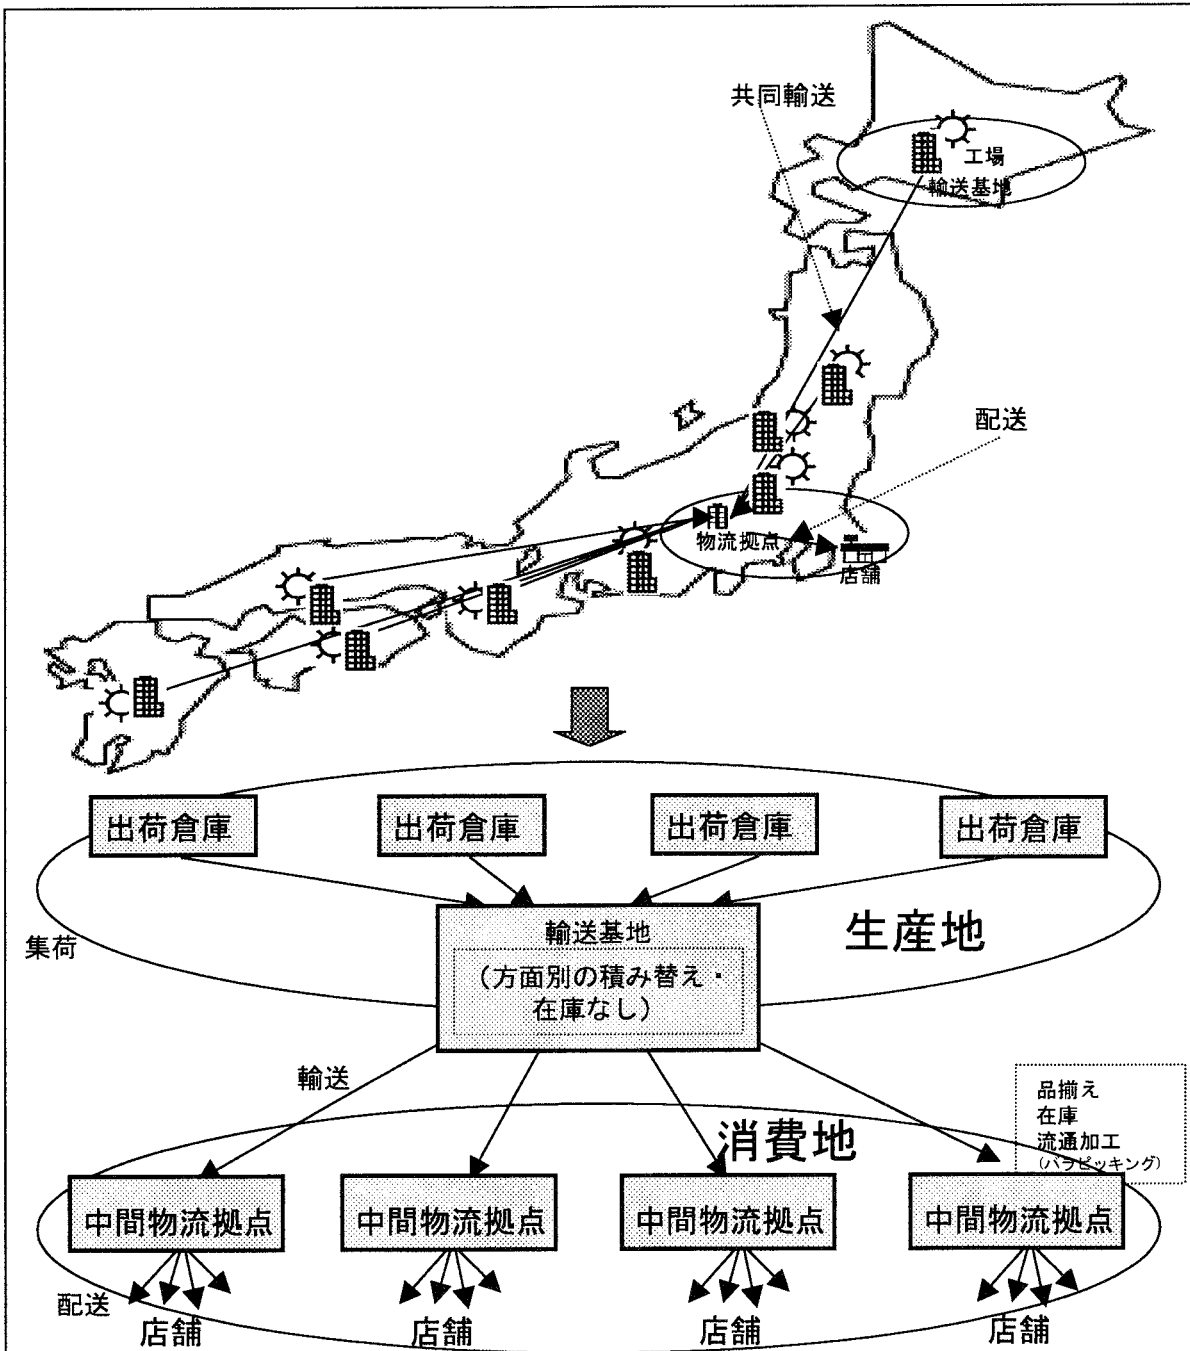 共同輸送
工場
輸送基地
配送
物流拠点
店舗
出荷倉庫
出荷倉庫
出荷倉庫
出荷倉庫
輸送基地
(方面別の積み替え・
在庫なし)
生産地
集荷
輸送
品揃え
在庫
流通加工
(バラピッキング)
消費地
中間物流拠点
中間物流拠点
中間物流拠点
中間物流拠点
配送
店舗
店舗
店舗
店舗